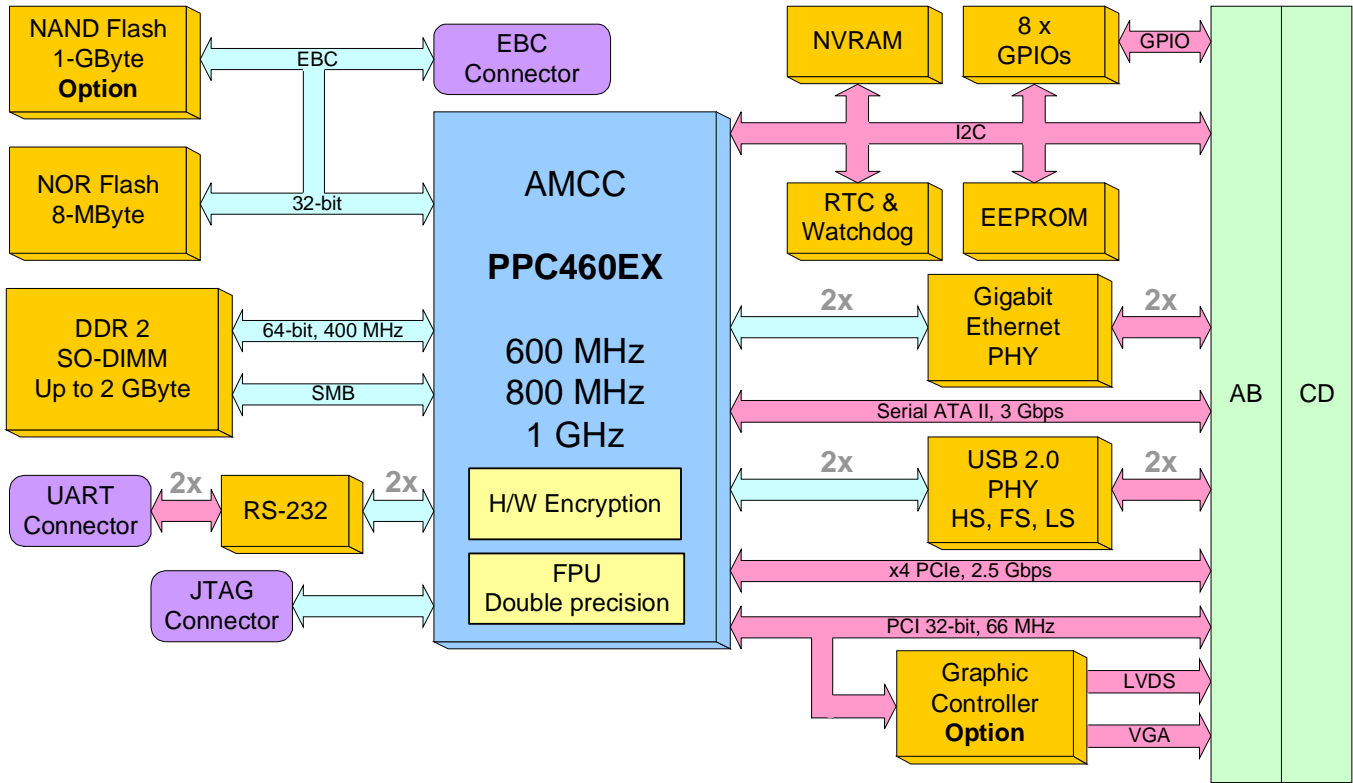 NAND Flash
1-GByte
Option
EBC
EBC
Connector
NVRAM
8 x
GPIOs
GPIO
I2C
NOR Flash
8-MByte
32-bit
AMCC
PPC460EX
600 MHz
800 MHz
1 GHz
H/W Encryption
FPU
Double precision
RTC &
Watchdog
EEPROM
DDR 2
SO-DIMM
Up to 2 GByte
64-bit, 400 MHz
SMB
2x
Gigabit
Ethernet
PHY
2x
Serial ATA II, 3 Gbps
AB
CD
UART
Connector
2x
RS-232
2x
2x
USB 2.0
PHY
HS, FS, LS
2x
JTAG
Connector
x4 PCIe, 2.5 Gbps
PCI 32-bit, 66 MHz
Graphic
Controller
Option
LVDS
VGA